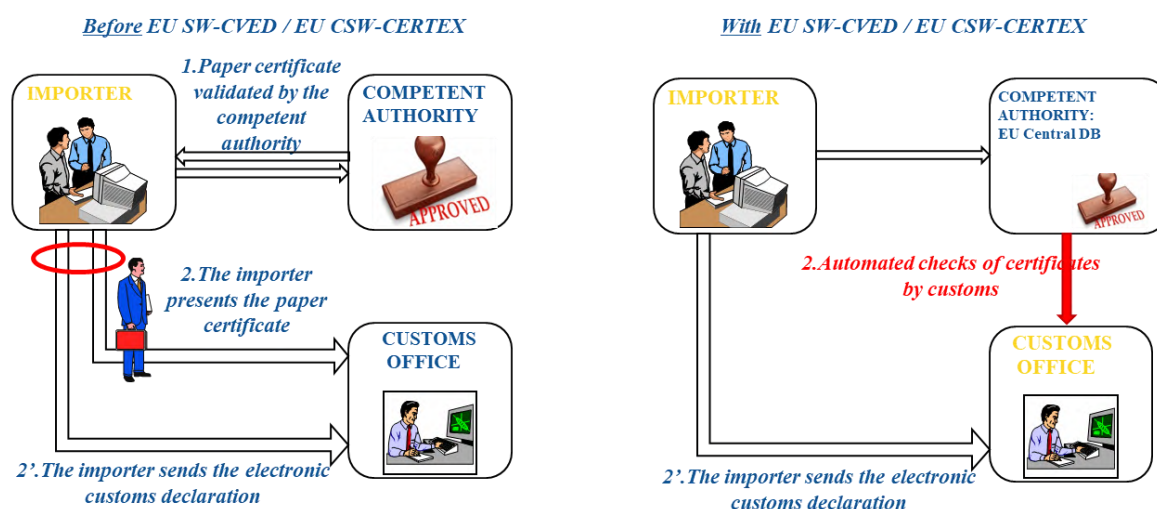 Before EU SW-CVED / EU CSW-CERTEX
1.Paper certificate
validated by the
competent
authority
IMPORTER
COMPETENT
AUTHORITY
APPROVED
2.The importer
presents the paper
certificate
CUSTOMS
OFFICE
2’.The importer sends the electronic
customs declaration
With EU SW-CVED / EU CSW-CERTEX
IMPORTER
COMPETENT
AUTHORITY:
EU Central DB
APPROVED
2.Automated checks of certificates
by customs
CUSTOMS
OFFICE
2’.The importer sends the electronic
customs declaration